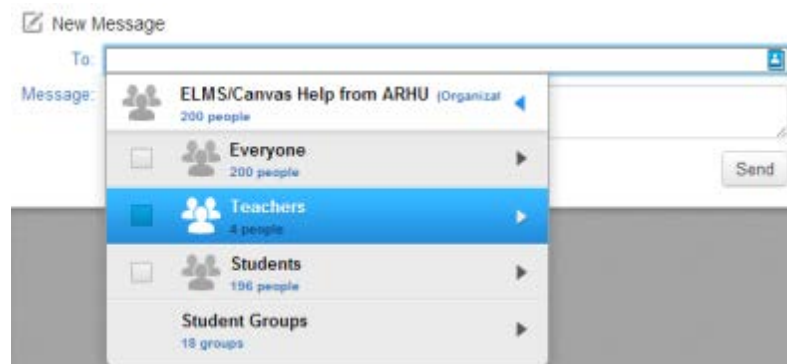 New Message
To:
ELMS/Canvas Help from ARHU (Organizat
200 people
Message:
Everyone
200 people
Send
Teachers
4 people
Students
196 people
Student Groups
18 groups